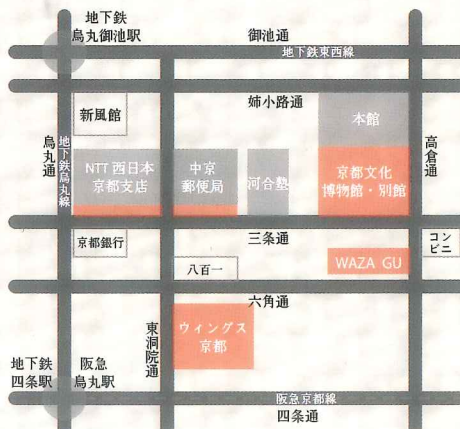 地下鉄
烏丸御池駅
御池通
地下鉄東西線
姉小路通
新風館
本館
烏丸通
地下鉄烏丸線
高倉通
NTT 西日本
京都支店
中京
郵便局
河合塾
京都文化
博物館・別館
京都銀行
三条通
コン
ビニ
八百一
WAZA GU
六角通
東洞院通
ウィングス
京都
地下鉄
四条駅
阪急
烏丸駅
阪急京都線
四条通